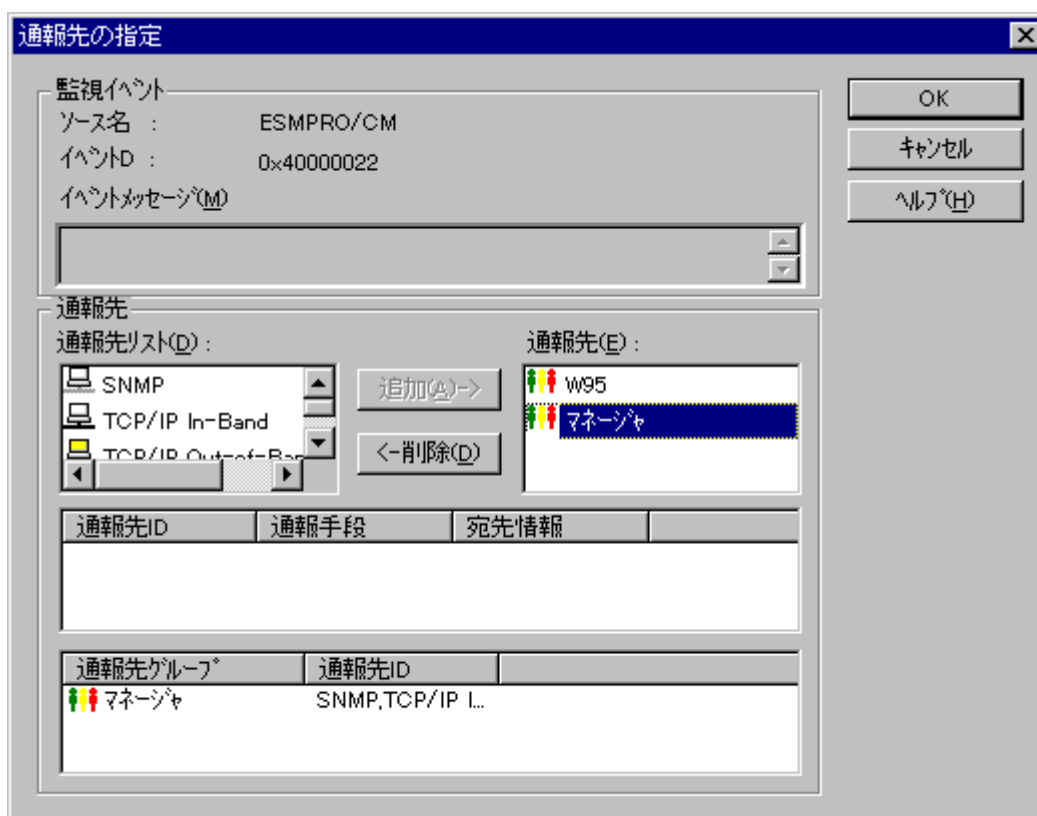 通報先の指定
監視イベント
ソース名 : ESMPRO/CM
イベントID : 0x40000022
イベントメッセージ(M)
OK
キャンセル
ヘルプ(H)
通報先
通報先リスト(D) :
SNMP
TCP/IP In-Band
TCP/IP Out-of-Ban
追加(A)->
<-削除(D)
通報先(E) :
W95
マネージャ
通報先ID 通報手段 宛先情報
通報先グループ 通報先ID
マネージャ SNMP,TCP/IP I...